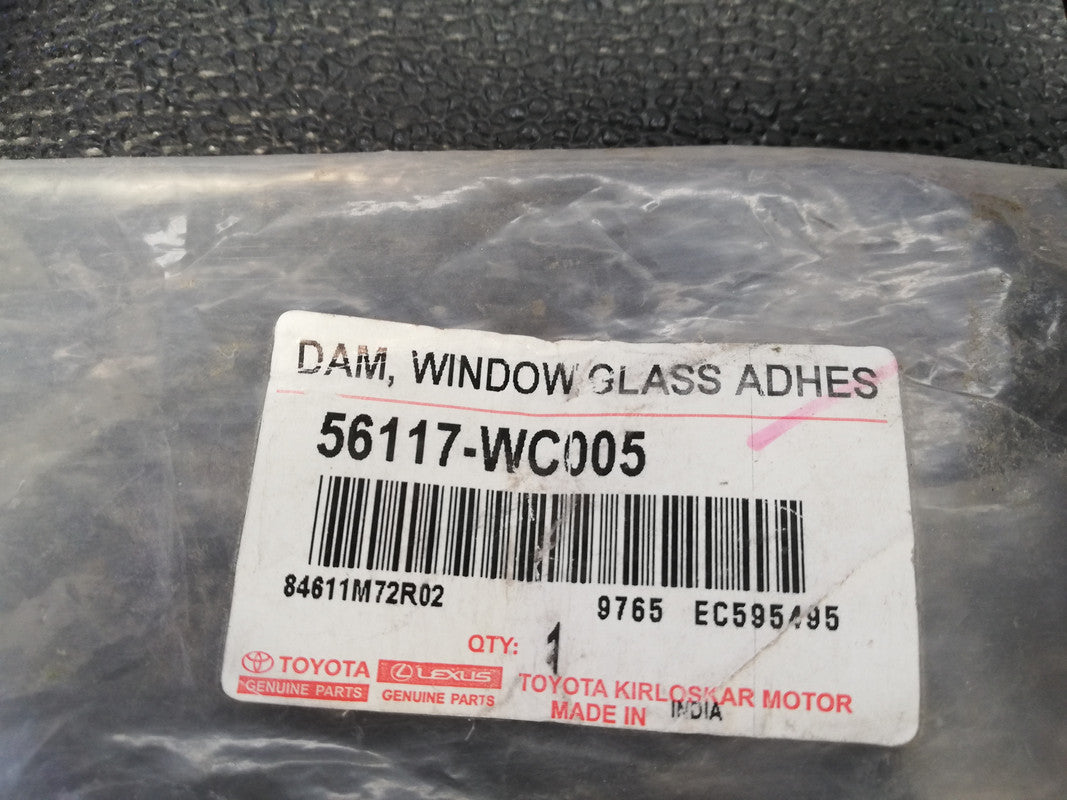 DAM, WINDOW GLASS ADHES
56117-WC005
84611M72R02
9765 EC595495
QTY: 1
TOYOTA
GENUINE PARTS
LEXUS
GENUINE PARTS
TOYOTA KIRLOSKAR MOTOR
MADE IN INDIA